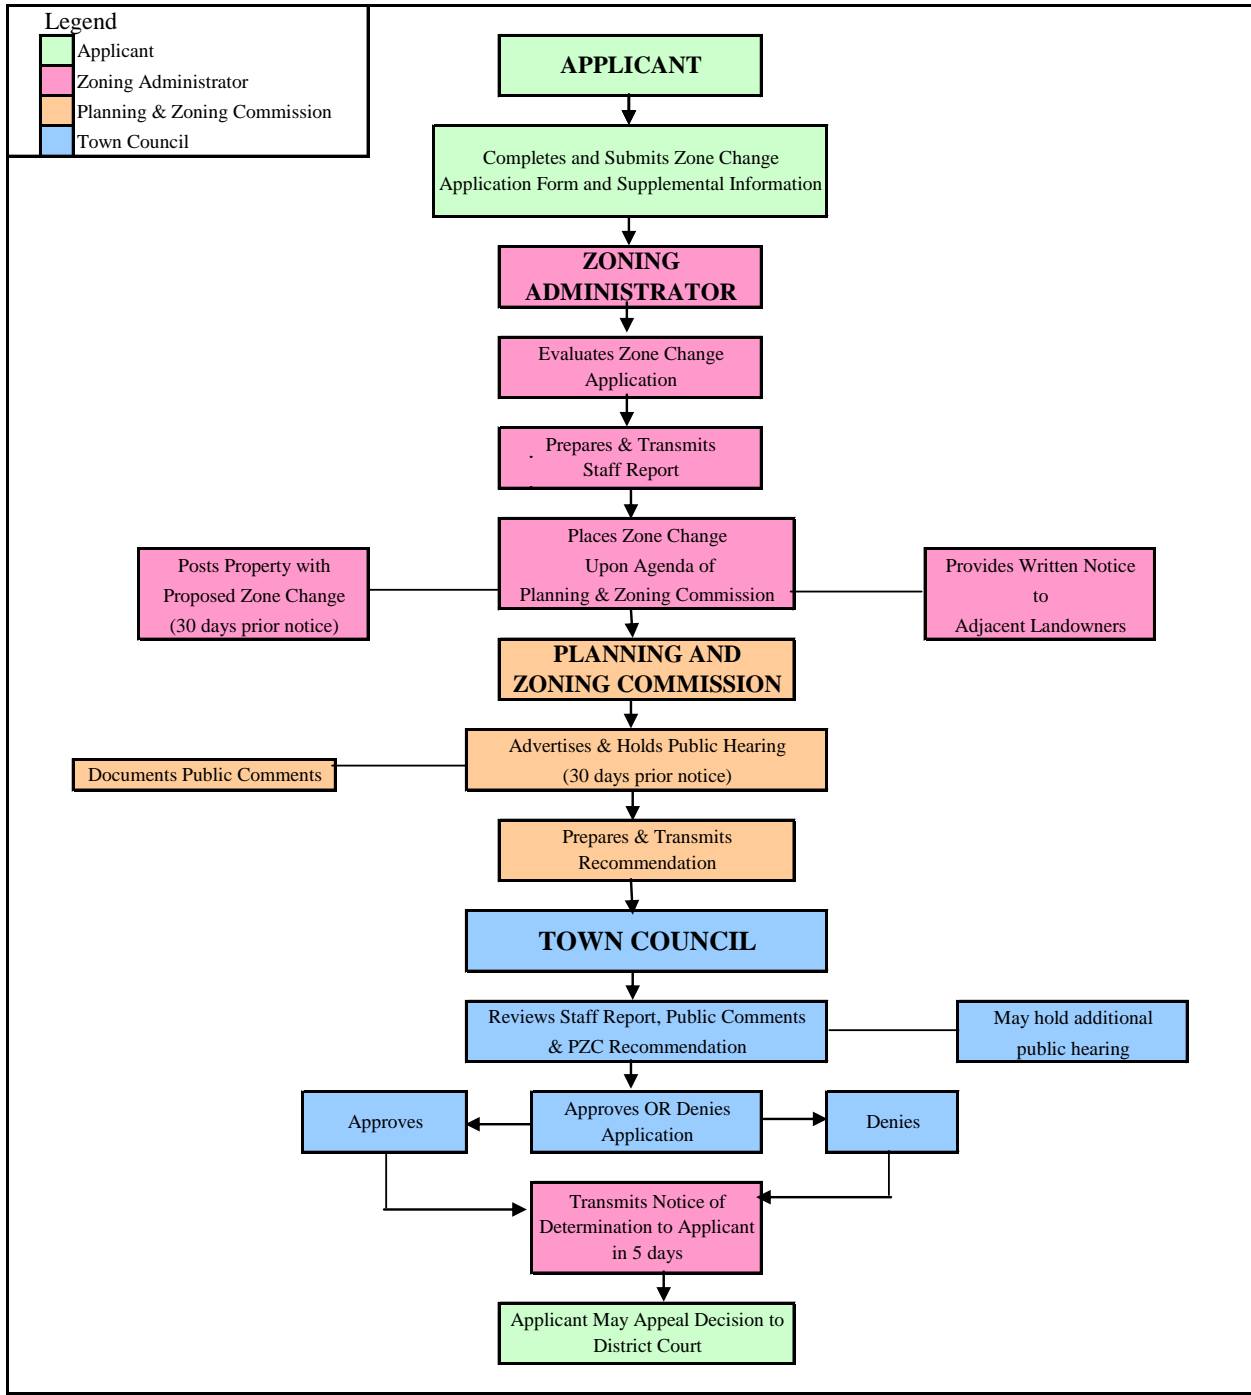 Legend
Applicant
Zoning Administrator
Planning & Zoning Commission
Town Council
APPLICANT
Completes and Submits Zone Change
Application Form and Supplemental Information
ZONING
ADMINISTRATOR
Evaluates Zone Change
Application
Prepares & Transmits
Staff Report
Places Zone Change
Upon Agenda of
Planning & Zoning Commission
Posts Property with
Proposed Zone Change
(30 days prior notice)
Provides Written Notice
to
Adjacent Landowners
PLANNING AND
ZONING COMMISSION
Advertises & Holds Public Hearing
(30 days prior notice)
Documents Public Comments
Prepares & Transmits
Recommendation
TOWN COUNCIL
Reviews Staff Report, Public Comments
& PZC Recommendation
May hold additional
public hearing
Approves
Approves OR Denies
Application
Denies
Transmits Notice of
Determination to Applicant
in 5 days
Applicant May Appeal Decision to
District Court